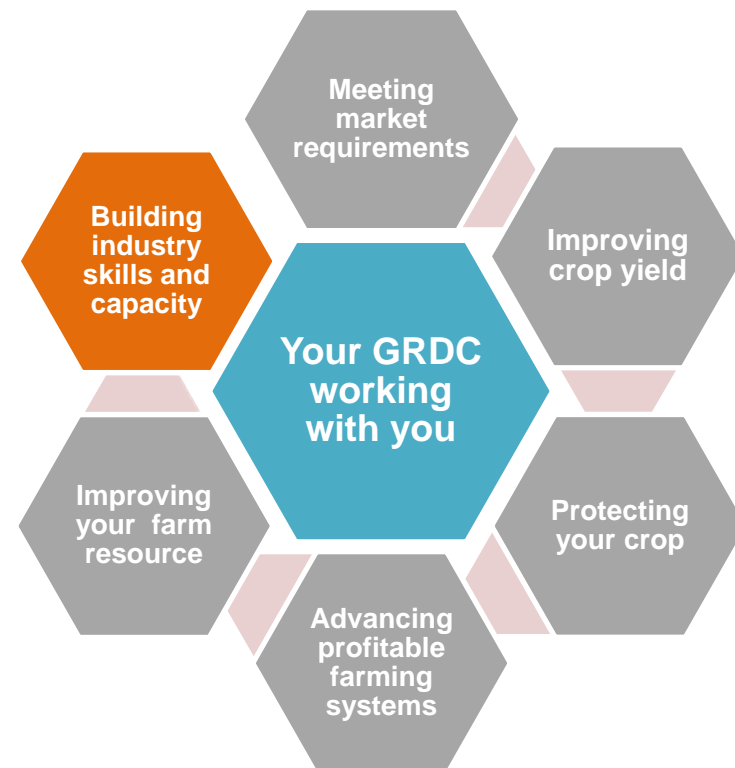 Meeting
market
requirements
Building
industry
skills and
capacity
Improving
crop yield
Your GRDC
working
with you
Improving
your  farm
resource
Protecting
your crop
Advancing
profitable
farming
systems